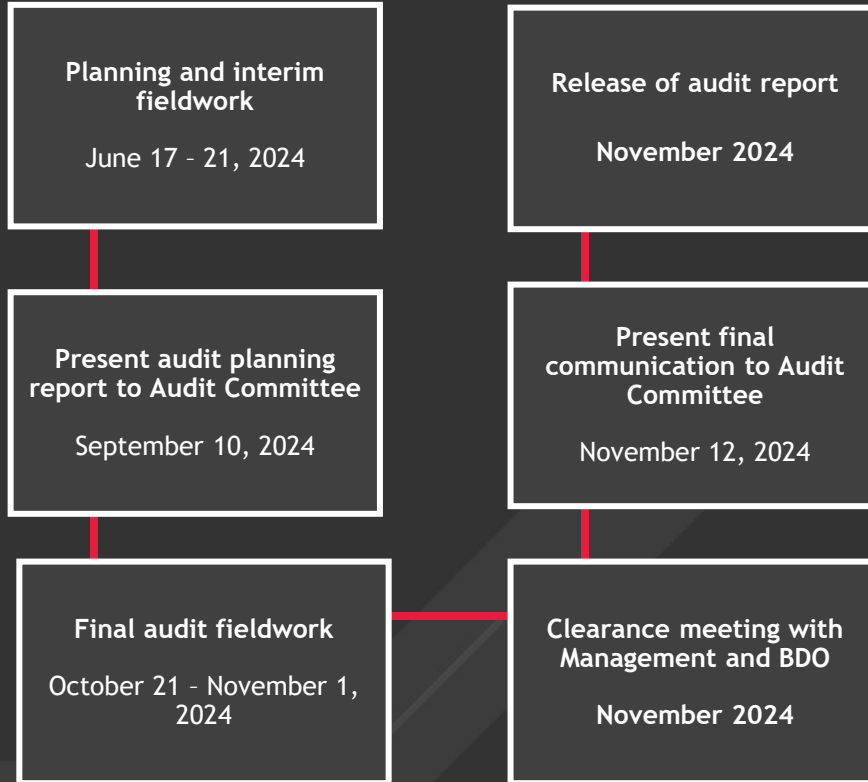 Planning and interim
fieldwork
June 17 – 21, 2024
Present audit planning
report to Audit Committee
September 10, 2024
Final audit fieldwork
October 21 – November 1,
2024
Clearance meeting with
Management and BDO
November 2024
Present final
communication to Audit
Committee
November 12, 2024
Release of audit report
November 2024